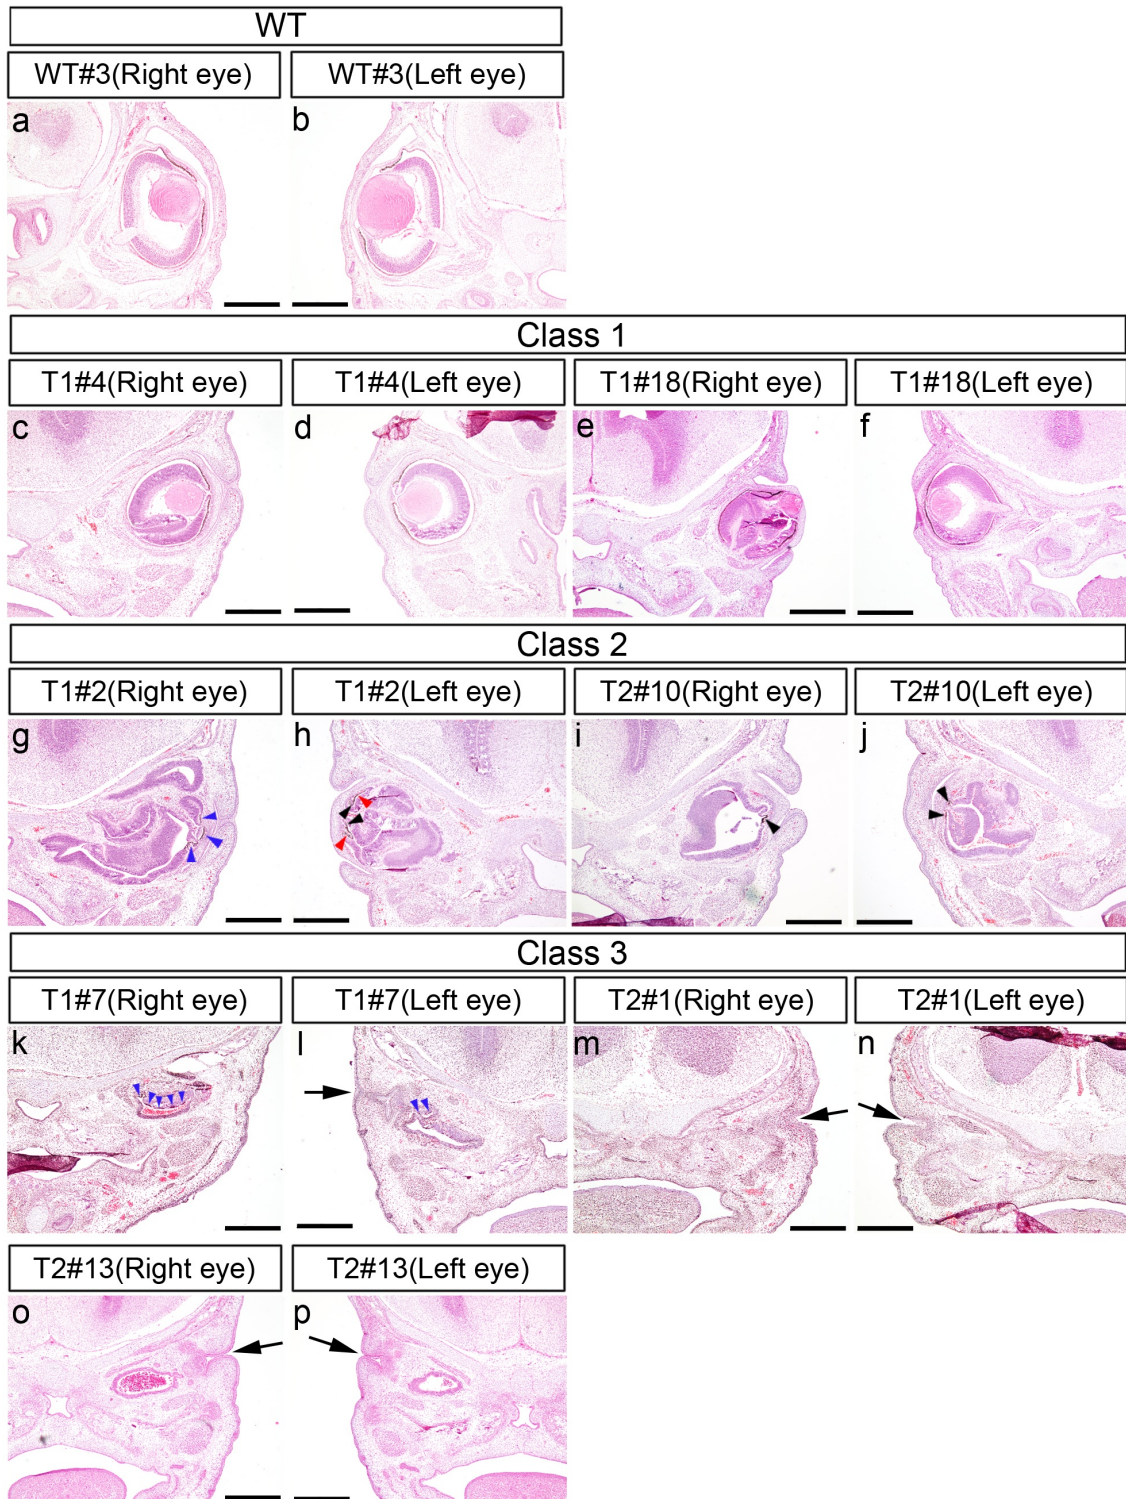 WT
WT#3(Right eye) WT#3(Left eye)
a b
Class 1
T1#4(Right eye) T1#4(Left eye) T1#18(Right eye) T1#18(Left eye)
c d e f
Class 2
T1#2(Right eye) T1#2(Left eye) T2#10(Right eye) T2#10(Left eye)
g h i j
Class 3
T1#7(Right eye) T1#7(Left eye) T2#1(Right eye) T2#1(Left eye)
k l m n
T2#13(Right eye) T2#13(Left eye)
o p